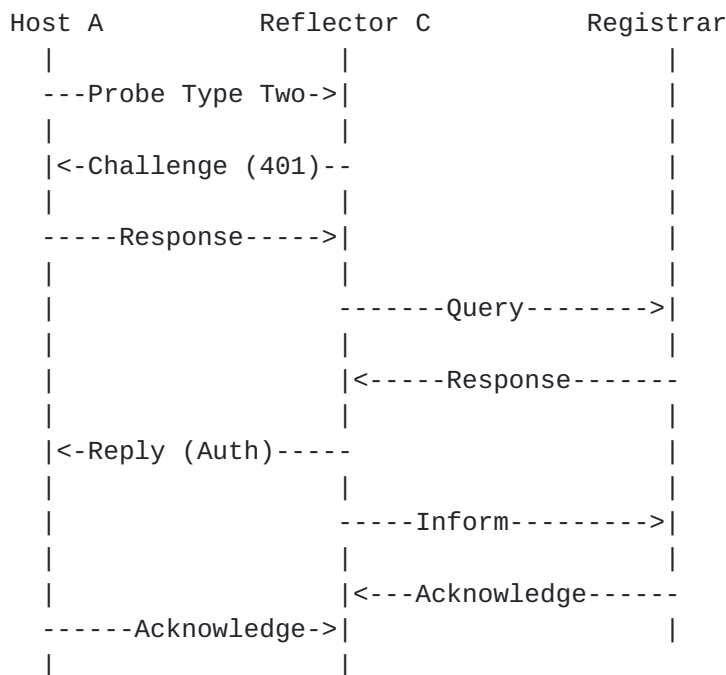 Host A          Reflector C          Registrar
---Probe Type Two->|
|<-Challenge (401)--
-----Response----->|
-------Query-------->|
|<-----Response-------
|<-Reply (Auth)-----
-----Inform--------->|
|<---Acknowledge------
------Acknowledge->|